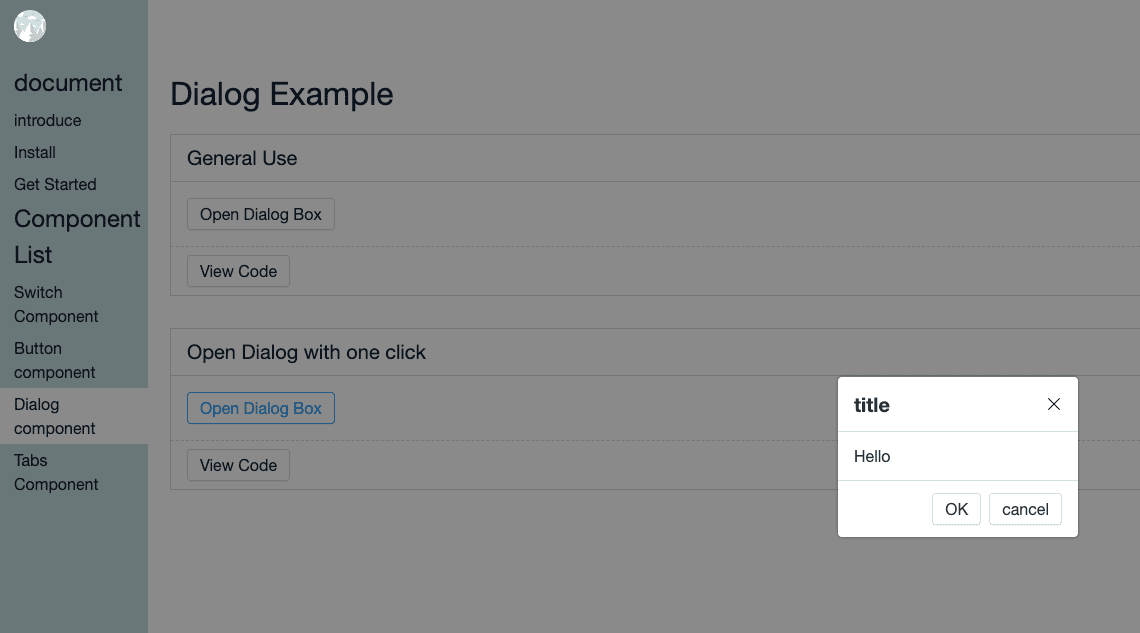 document
introduce
Install
Get Started
Component
List
Switch
Component
Button
component
Dialog
component
Tabs
Component
Dialog Example
General Use
Open Dialog Box
View Code
Open Dialog with one click
Open Dialog Box
View Code
title
Hello
OK cancel